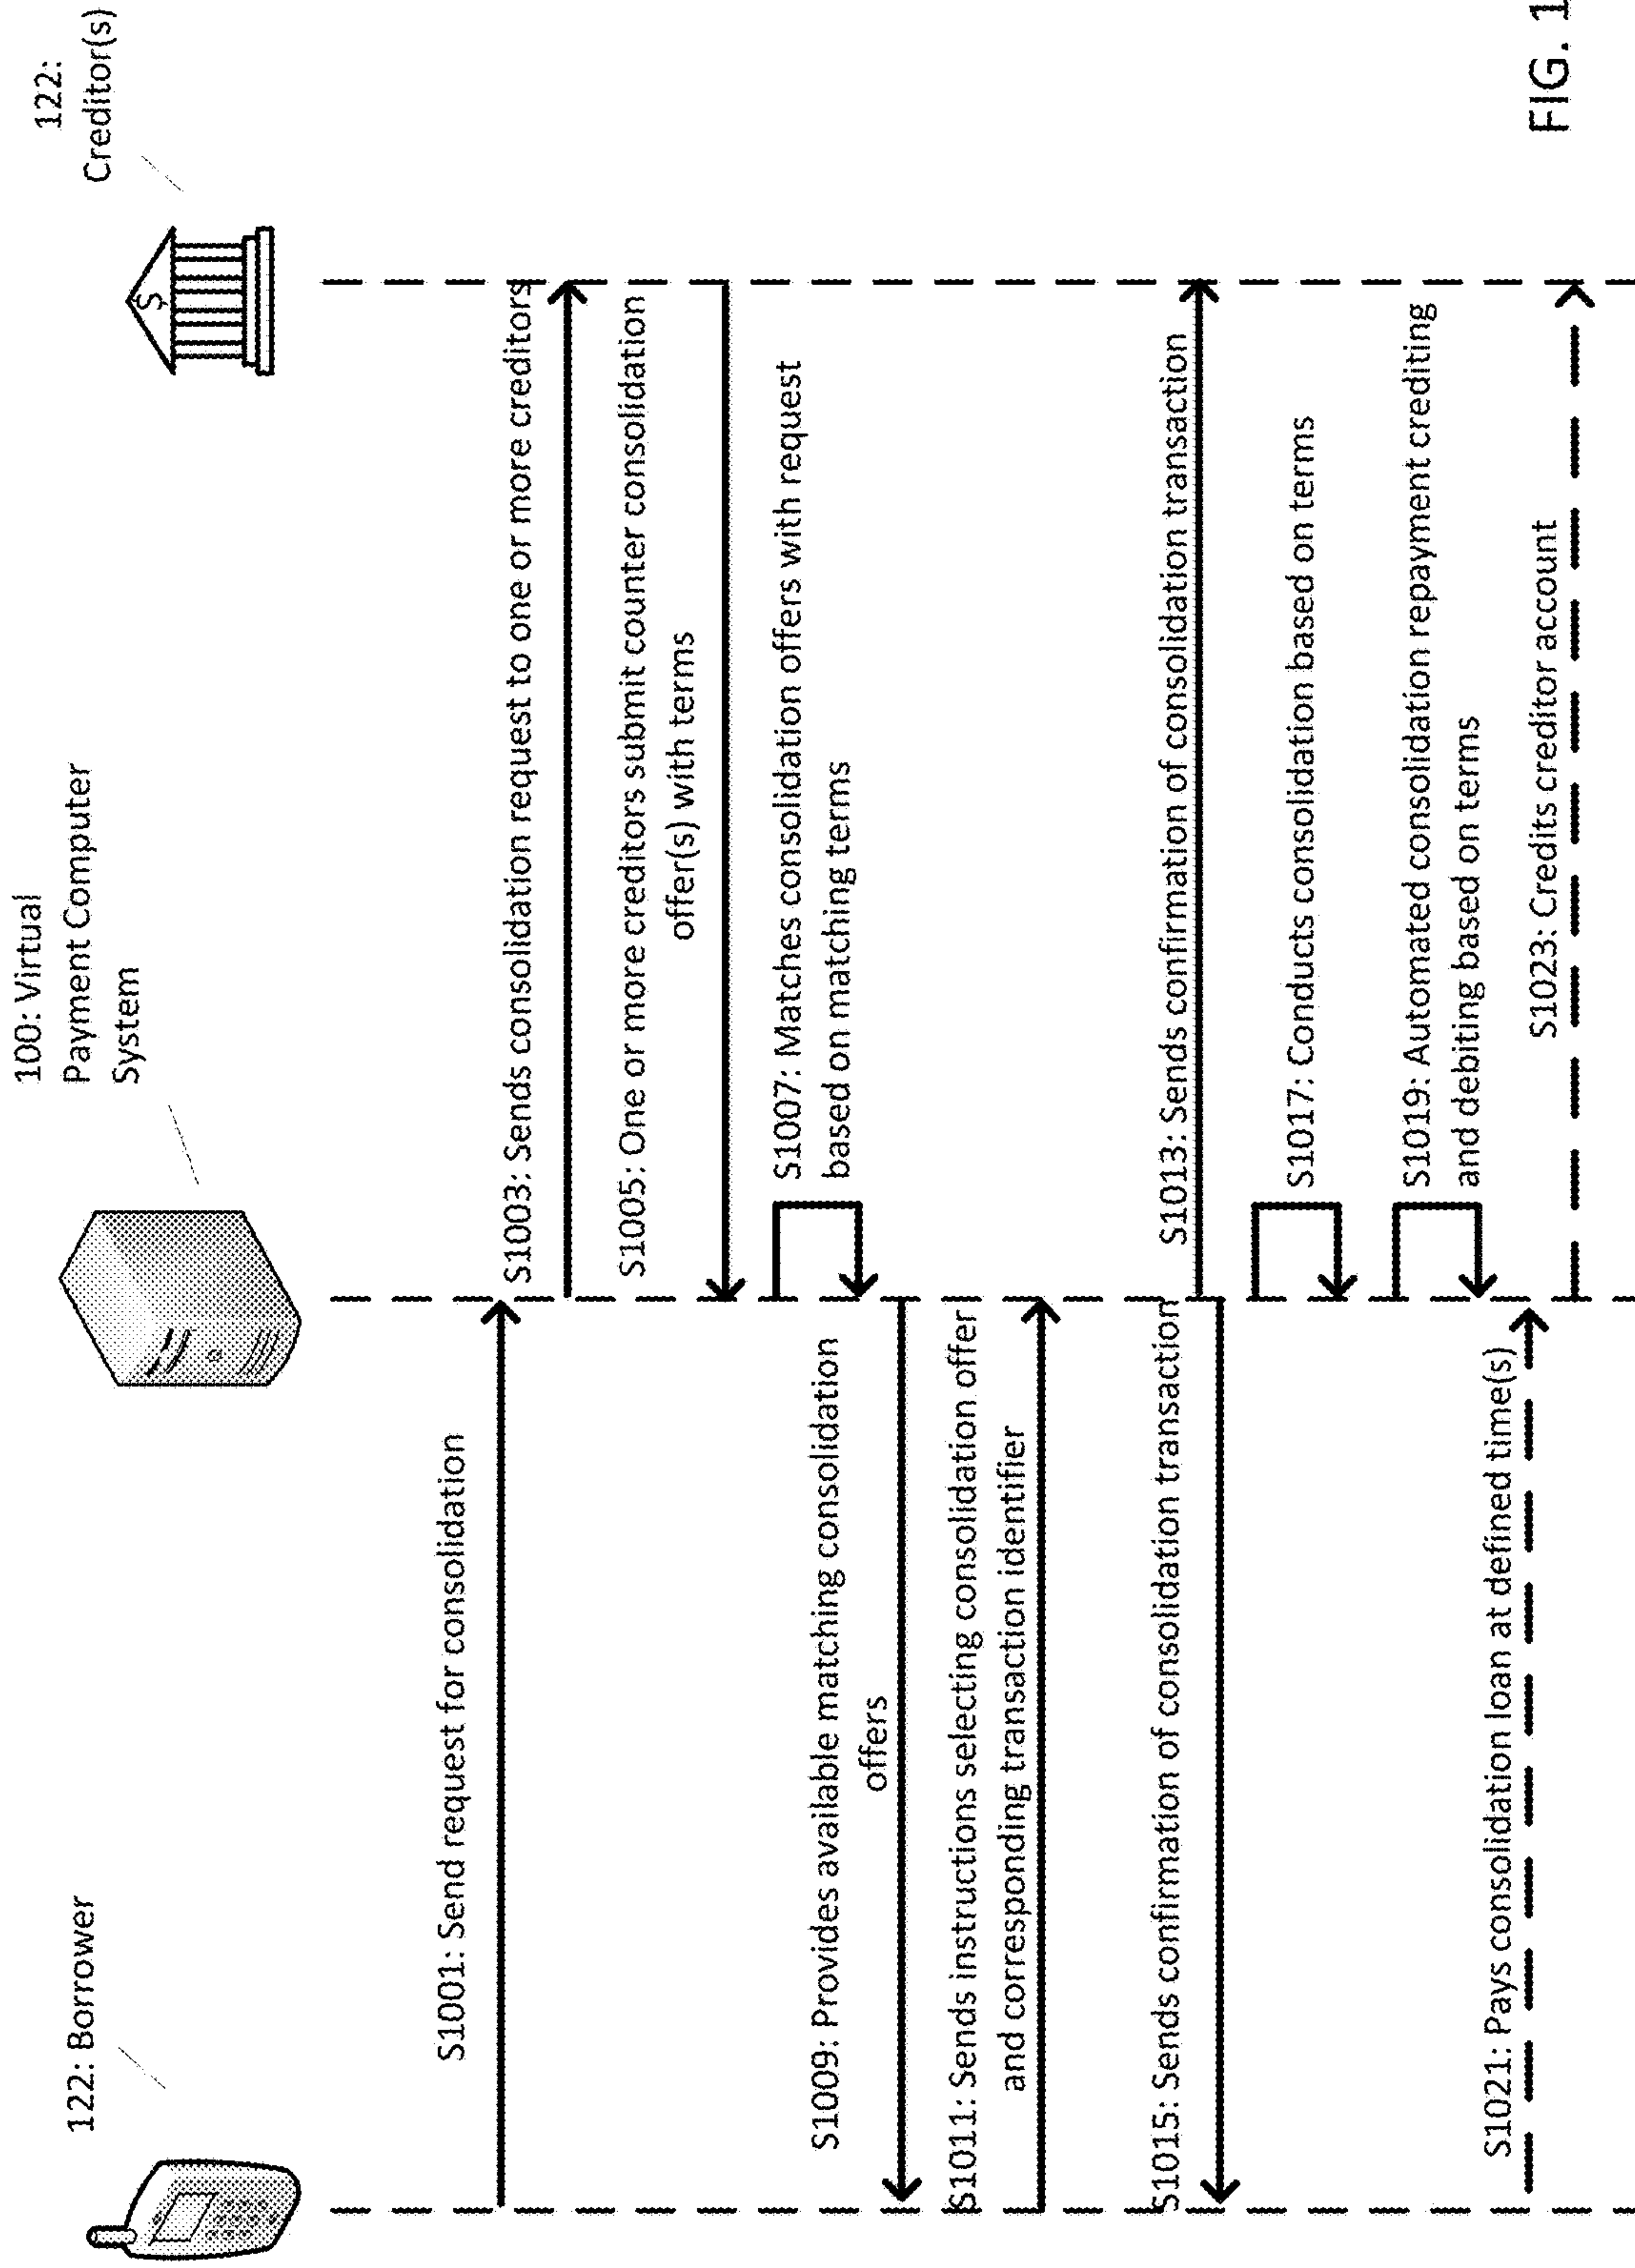 122: Borrower
100: Virtual
Payment Computer
System
122:
Creditor(s)
$
S1001: Send request for consolidation
S1003: Sends consolidation request to one or more creditors
S1005: One or more creditors submit counter consolidation
offer(s) with terms
S1007: Matches consolidation offers with request
based on matching terms
S1009: Provides available matching consolidation
offers
S1011: Sends instructions selecting consolidation offer
and corresponding transaction identifier
S1013: Sends confirmation of consolidation transaction
S1015: Sends confirmation of consolidation transaction
S1017: Conducts consolidation based on terms
S1019: Automated consolidation repayment crediting
and debiting based on terms
S1021: Pays consolidation loan at defined time(s)
S1023: Credits creditor account
FIG. 1